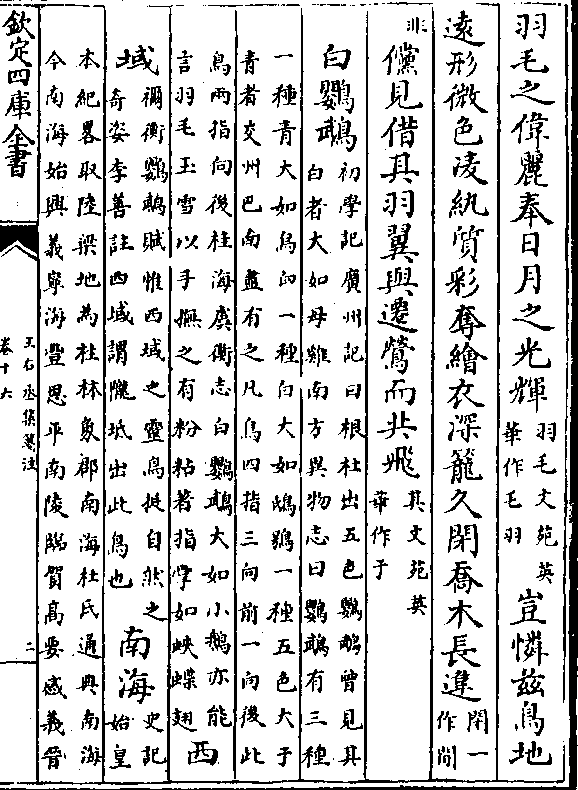 羽毛之偉麗奉日月之光輝羽毛文苑英華作毛羽豈憐茲鳥地
遠形微色凌紈質彩奪繪衣深籠久閉喬木長違閑一作閒
非儻見借其羽翼與遷鶯而共飛其文苑英華作于
白鸚鵡初學記廣州記曰根杜出五色鸚鵡曾見其白者大如母雞南方異物志曰鸚鵡有三種
一種青大如烏臼一種白大如鴟鴞一種五色大于青者交州巴南盡有之凡鳥四指三向前一向後此
鳥兩指向後桂海虞衡志白鸚鵡大如小鵝亦能言羽毛玉雪以手撫之有粉粘著指掌如蛺蝶翅西
域禰衡鸚鵡賦惟西域之靈鳥挺自然之奇姿李善註西域謂隴坻出此鳥也南海史記始皇
本紀畧取陸梁地為桂林象郡南海杜氏通典南海今南海始興義寧海豐恩平南陵臨賀高要感義晉
欽定四庫全書
王右丞集箋注
卷十六
二